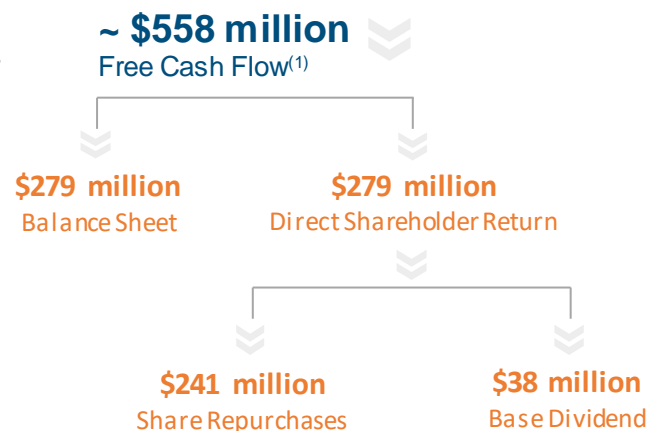 ~ $558 million
Free Cash Flow(1)
$279 million
Balance Sheet
$279 million
Direct Shareholder Return
$241 million
Share Repurchases
$38 million
Base Dividend